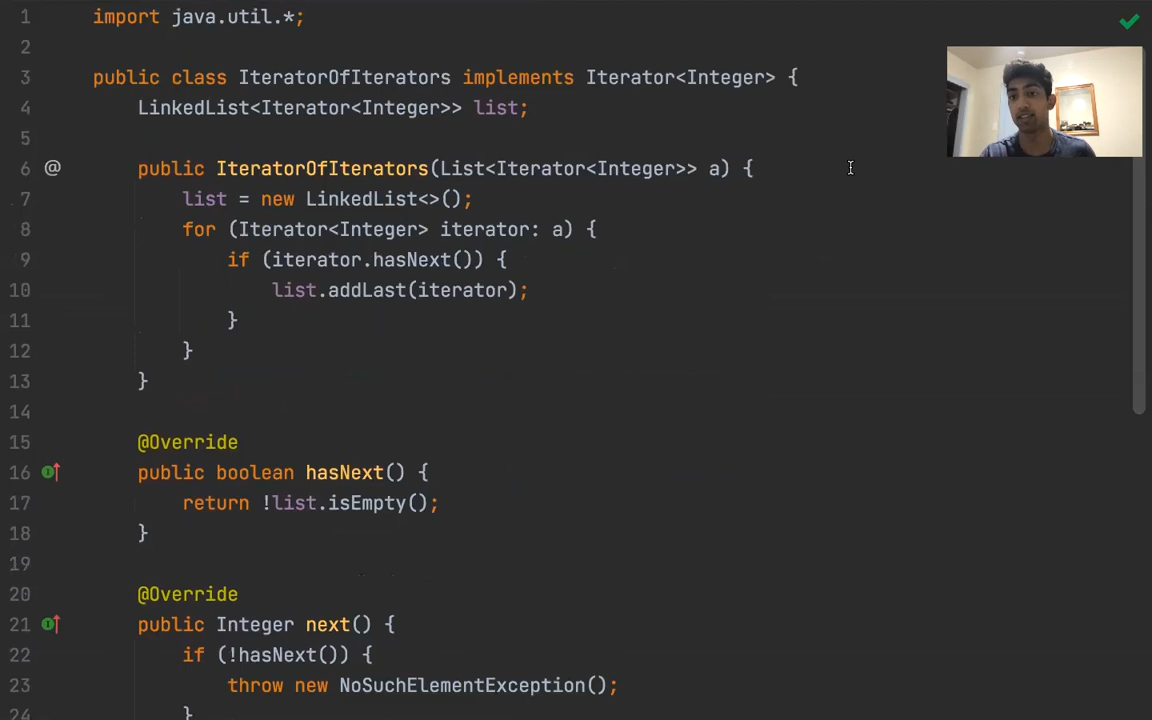 1 import java.util.*;
2
3 public class IteratorOfIterators implements Iterator<Integer> {
4 LinkedList<Iterator<Integer>> list;
5
6 @ public IteratorOfIterators(List<Iterator<Integer>> a) {
7 list = new LinkedList<>();
8 for (Iterator<Integer> iterator: a) {
9 if (iterator.hasNext()) {
10 list.addLast(iterator);
11 }
12 }
13 }
14
15 @Override
16 public boolean hasNext() {
17 return !list.isEmpty();
18 }
19
20 @Override
21 public Integer next() {
22 if (!hasNext()) {
23 throw new NoSuchElementException();
24 }